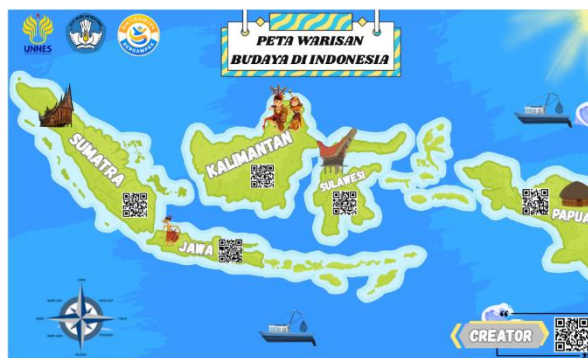 UNNES
PETA WARISAN
BUDAYA DI INDONESIA
SUMATRA
KALIMANTAN
SULAWESI
JAWA
PAPUA
CREATOR